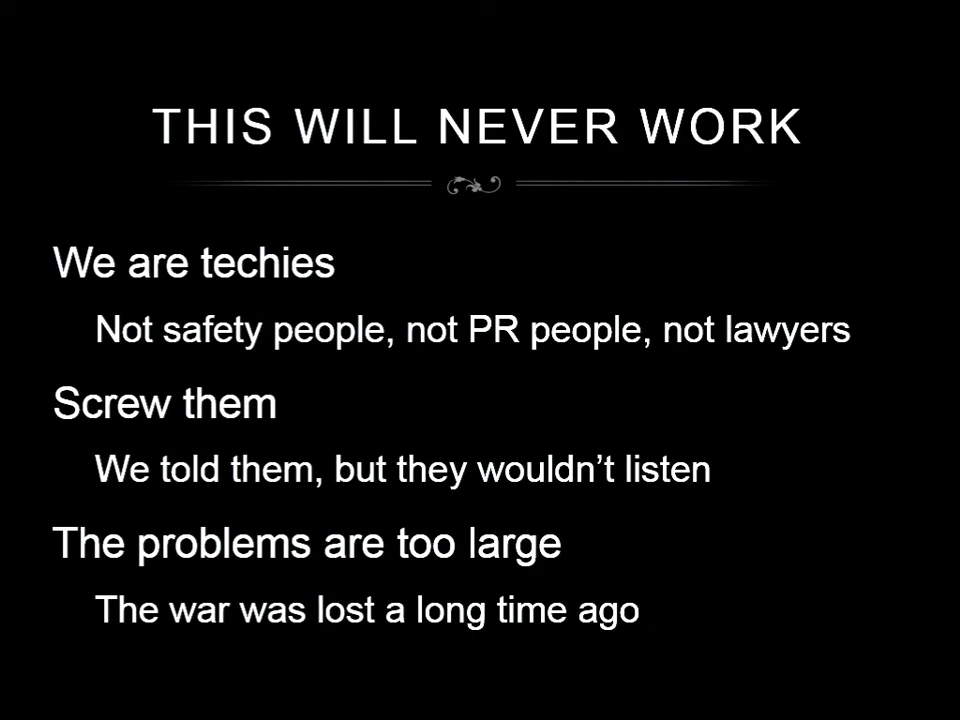 THIS WILL NEVER WORK
We are techies
Not safety people, not PR people, not lawyers
Screw them
We told them, but they wouldn’t listen
The problems are too large
The war was lost a long time ago